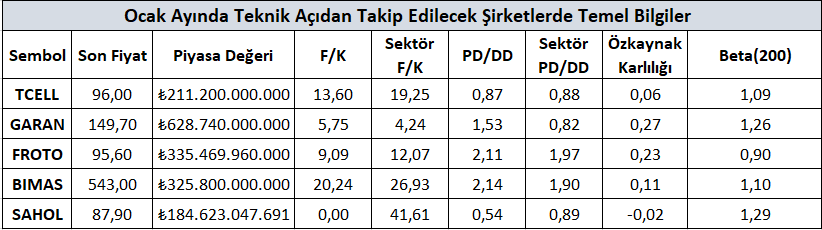 Ocak Ayında Teknik Açıdan Takip Edilecek Şirketlerde Temel Bilgiler
Sembol Son Fiyat Piyasa Değeri F/K Sektör F/K PD/DD Sektör PD/DD Özkaynak Karlılığı Beta(200)
TCELL 96,00 ₺211.200.000.000 13,60 19,25 0,87 0,88 0,06 1,09
GARAN 149,70 ₺628.740.000.000 5,75 4,24 1,53 0,82 0,27 1,26
FROTO 95,60 ₺335.469.960.000 9,09 12,07 2,11 1,97 0,23 0,90
BIMAS 543,00 ₺325.800.000.000 20,24 26,93 2,14 1,90 0,11 1,10
SAHOL 87,90 ₺184.623.047.691 0,00 41,61 0,54 0,89 -0,02 1,29